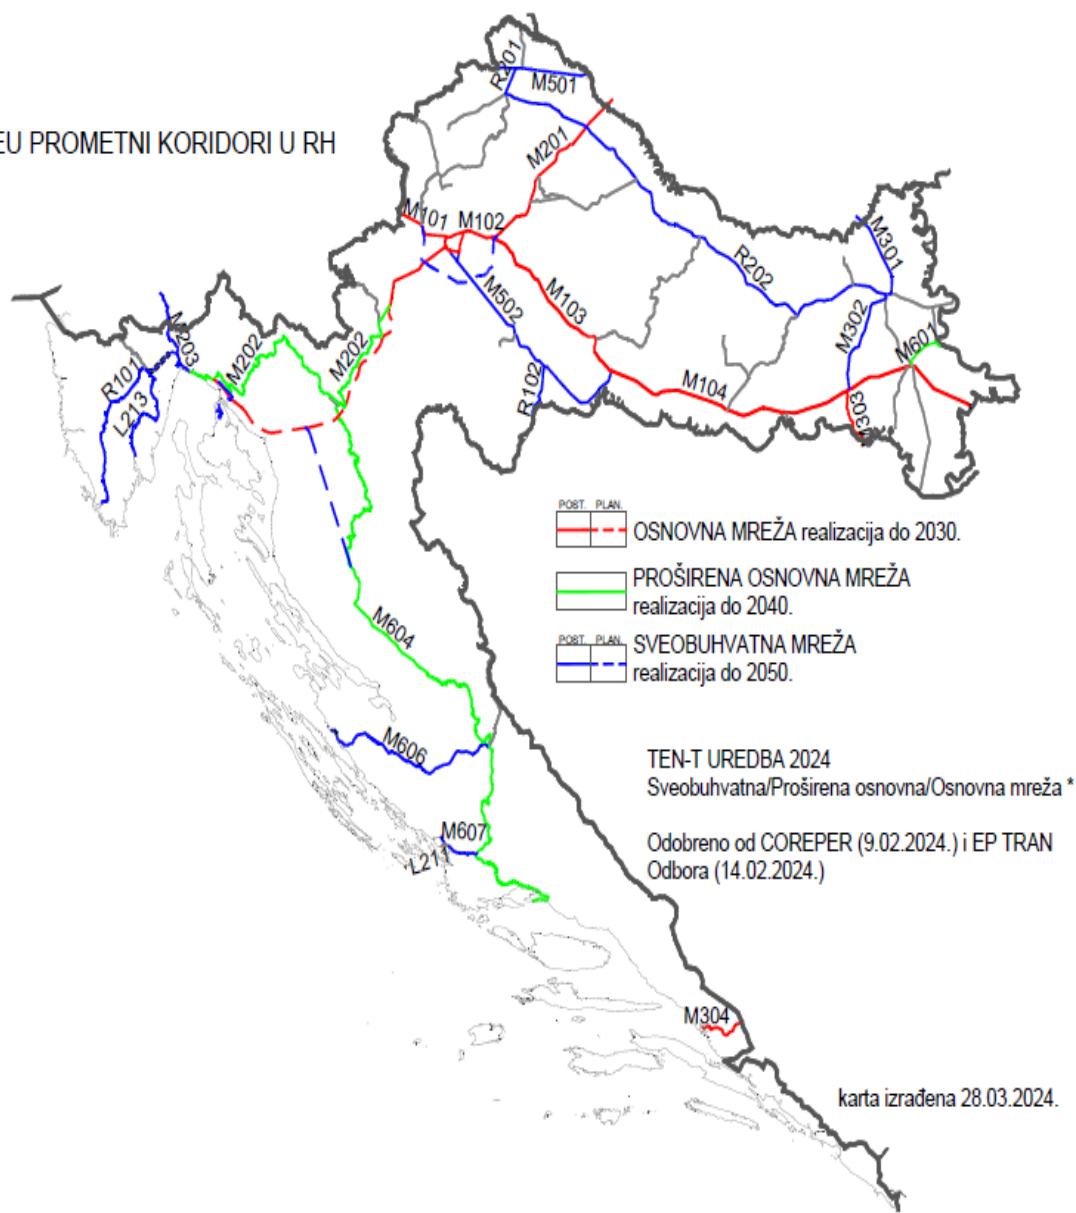 EU PROMETNI KORIDORI U RH
R201
M501
M201
M101
M102
M301
R202
M103
M502
M302
M203
M202
M202
M601
R101
R102
M104
L213
M303
POST. PLAN.
OSNOVNA MREŽA realizacija do 2030.
PROŠIRENA OSNOVNA MREŽA
realizacija do 2040.
POST. PLAN.
SVEOBUHVATNA MREŽA
realizacija do 2050.
M604
M606
TEN-T UREDBA 2024
Sveobuhvatna/Proširena osnovna/Osnovna mreža *
M607
L211
Odobreno od COREPER (9.02.2024.) i EP TRAN
Odbora (14.02.2024.)
M304
karta izrađena 28.03.2024.